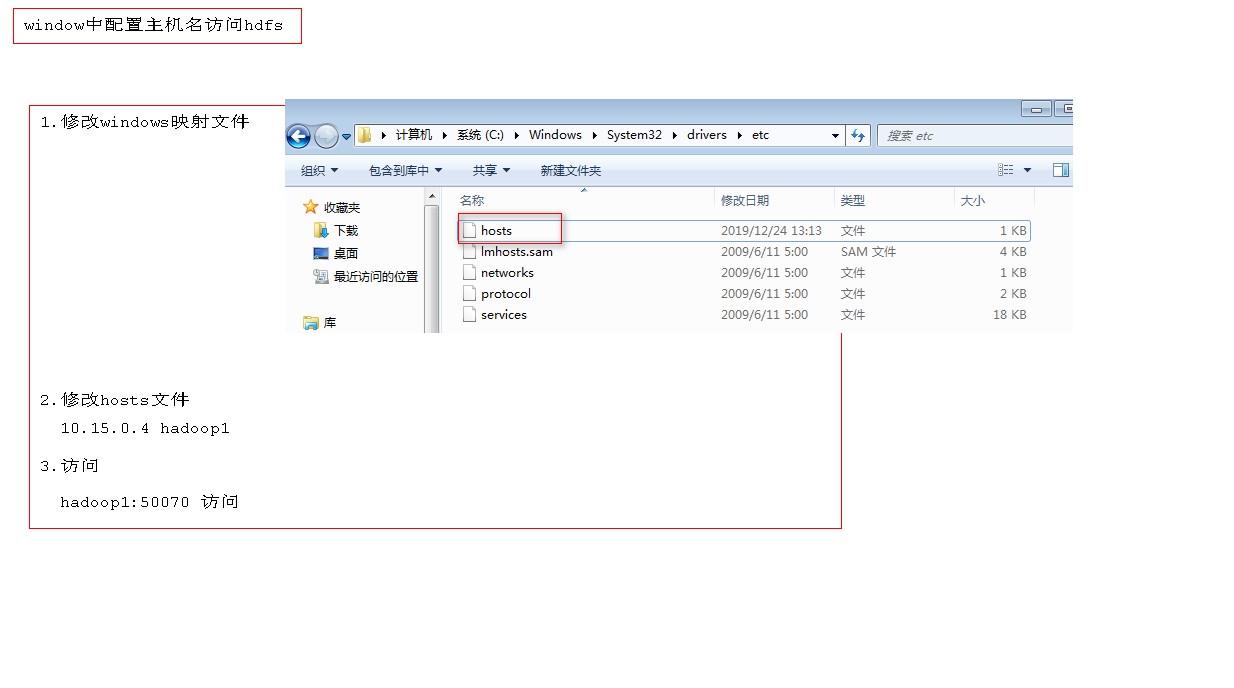 window中配置主机名访问hdfs
1.修改windows映射文件
计算机 系统 (C:) Windows System32 drivers etc 搜索 etc
组织 包含到库中 共享 新建文件夹
收藏夹
下载
桌面
最近访问的位置
库
名称 修改日期 类型 大小
hosts 2019/12/24 13:13 文件 1 KB
lmhosts.sam 2009/6/11 5:00 SAM 文件 4 KB
networks 2009/6/11 5:00 文件 1 KB
protocol 2009/6/11 5:00 文件 2 KB
services 2009/6/11 5:00 文件 18 KB
2.修改hosts文件
10.15.0.4 hadoop1
3.访问
hadoop1:50070 访问